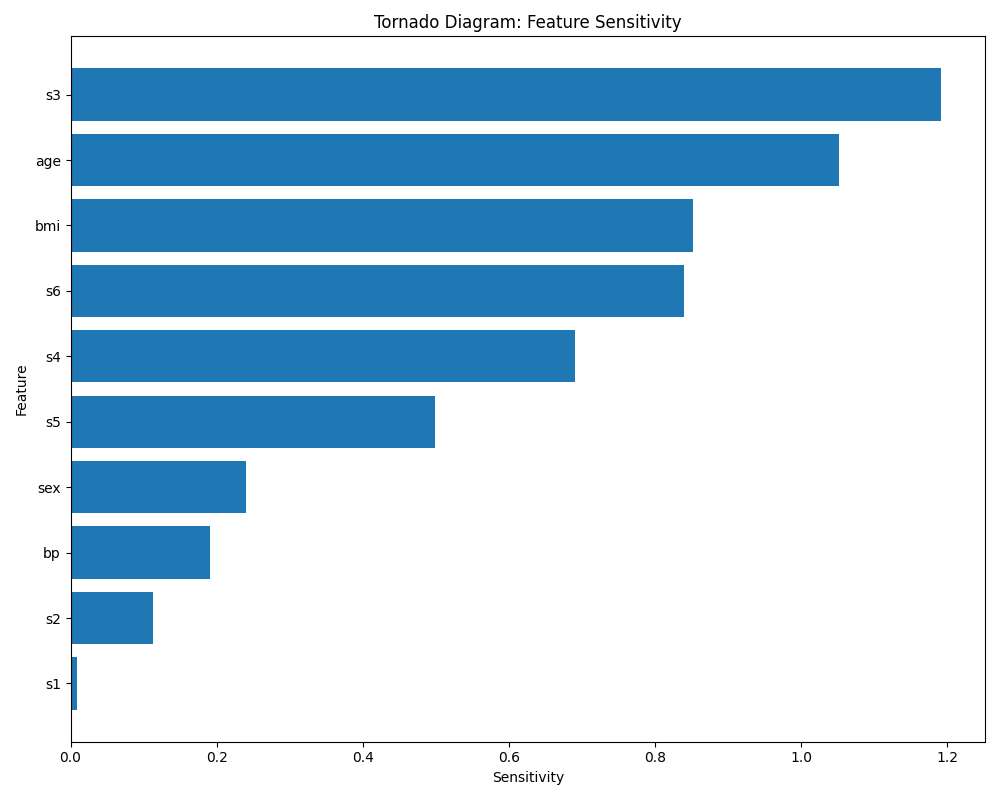 Tornado Diagram: Feature Sensitivity
s3
age
bmi
s6
s4
s5
sex
bp
s2
s1
Feature
0.0 0.2 0.4 0.6 0.8 1.0 1.2
Sensitivity